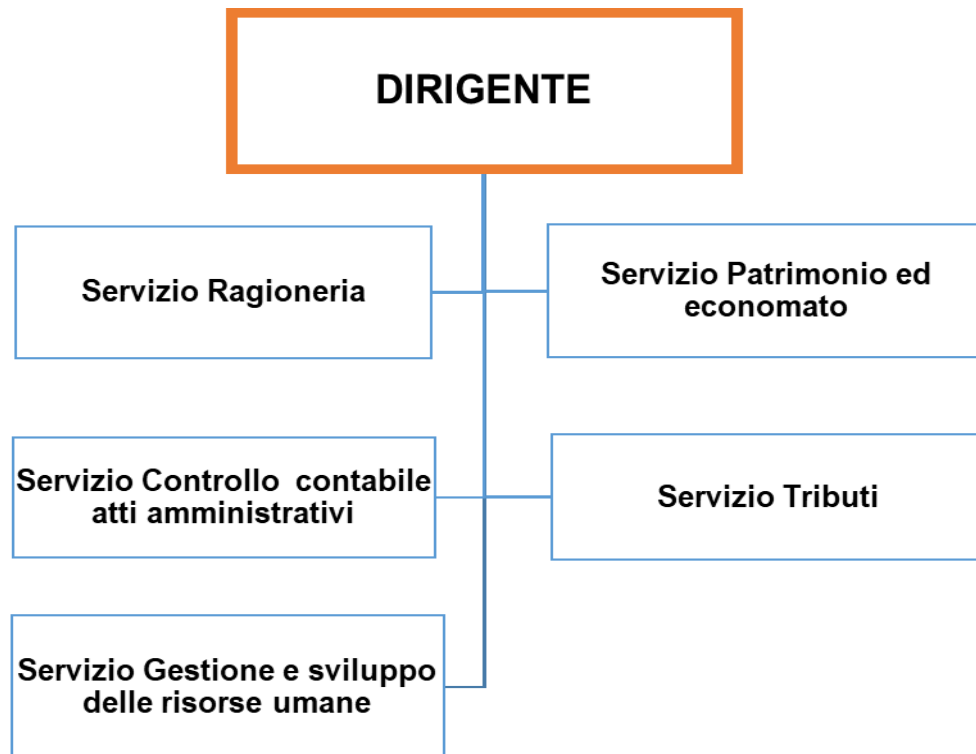 DIRIGENTE
Servizio Ragioneria
Servizio Patrimonio ed
economato
Servizio Controllo contabile
atti amministrativi
Servizio Tributi
Servizio Gestione e sviluppo
delle risorse umane